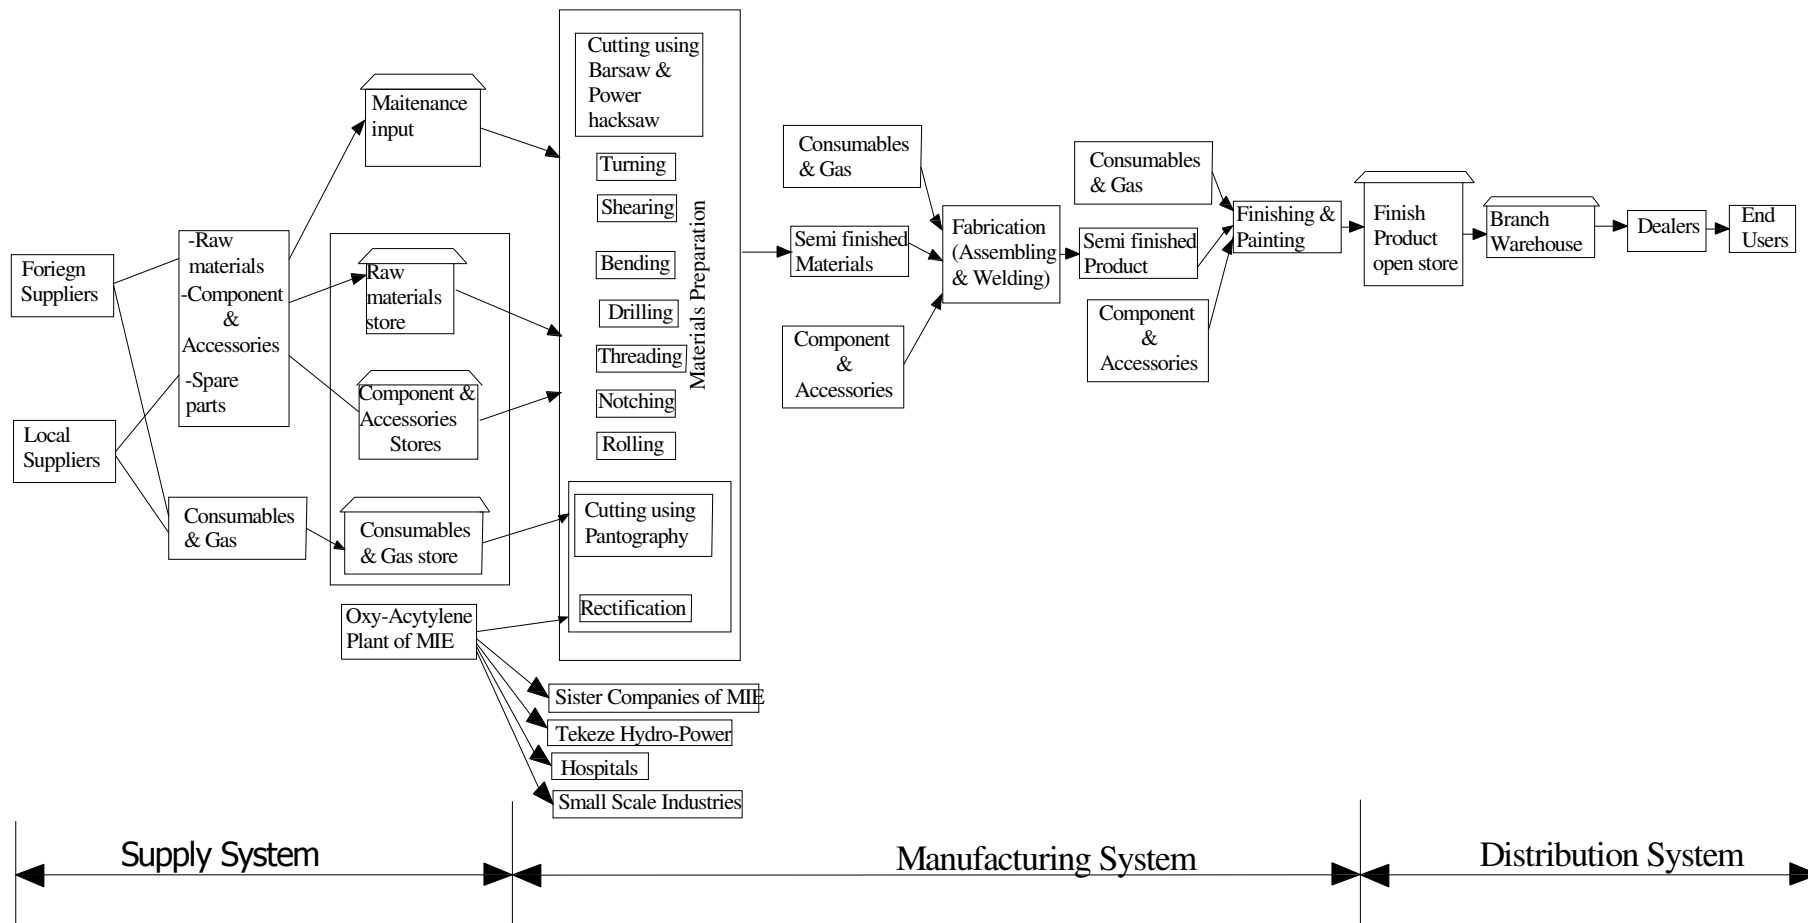 Foriegn
Suppliers
Local
Suppliers
-Raw
materials
-Component
&
Accessories
-Spare
parts
Consumables
& Gas
Maitenance
input
Raw
materials
store
Component &
Accessories
Stores
Consumables
& Gas store
Oxy-Acytylene
Plant of MIE
Cutting using
Barsaw &
Power
hacksaw
Turning
Shearing
Bending
Drilling
Threading
Notching
Rolling
Materials Preparation
Cutting using
Pantography
Rectification
Sister Companies of MIE
Tekeze Hydro-Power
Hospitals
Small Scale Industries
Consumables
& Gas
Semi finished
Materials
Component
&
Accessories
Fabrication
(Assembling
& Welding)
Consumables
& Gas
Semi finished
Product
Component
&
Accessories
Finishing &
Painting
Finish
Product
open store
Branch
Warehouse
Dealers
End
Users
Supply System
Manufacturing System
Distribution System